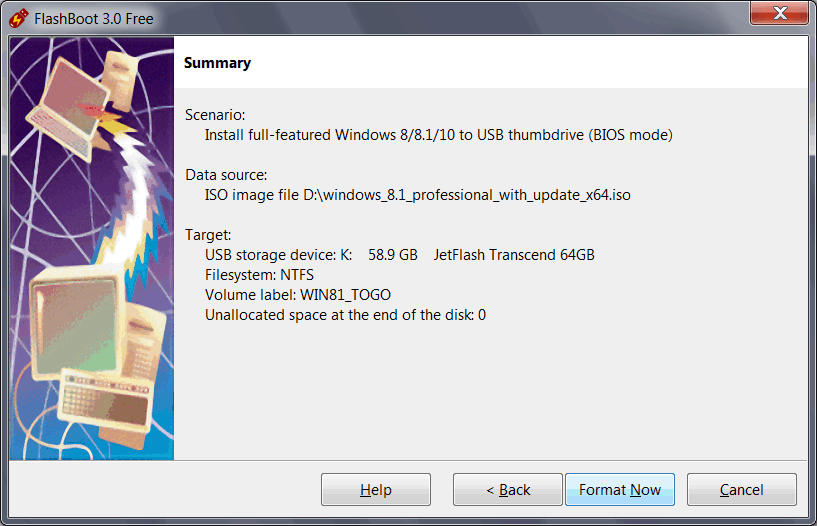 FlashBoot 3.0 Free
Summary
Scenario:
Install full-featured Windows 8/8.1/10 to USB thumbdrive (BIOS mode)
Data source:
ISO image file D:\windows_8.1_professional_with_update_x64.iso
Target:
USB storage device: K: 58.9 GB JetFlash Transcend 64GB
Filesystem: NTFS
Volume label: WIN81_TOGO
Unallocated space at the end of the disk: 0
Help
< Back
Format Now
Cancel